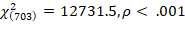 χ²(703) = 12731.5,ρ < .001